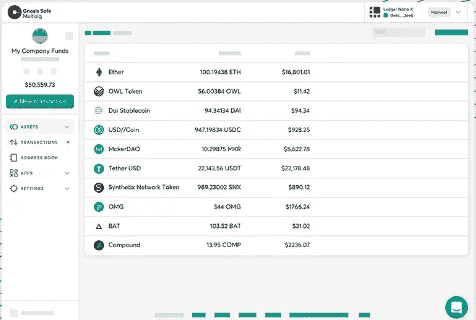 Gnosis Safe
Multisig
Ledger Nano X
Mainnet
My Company Funds
$50,559.73
New transaction
ASSETS
TRANSACTIONS
ADDRESS BOOK
APPS
SETTINGS
Ether 100.19438 ETH $16,801.01
OWL Token 56.00384 OWL $11.42
Dai Stablecoin 94.34134 DAI $94.34
USD//Coin 947.19834 USDC $928.25
MakerDAO 10.29875 MKR $5,622.78
Tether USD 22,143.56 USDT $22,178.48
Synthetix Network Token 989.23002 SNX $890.12
OMG 344 OMG $1766.24
BAT 103.52 BAT $31.02
Compound 13.95 COMP $2236.07